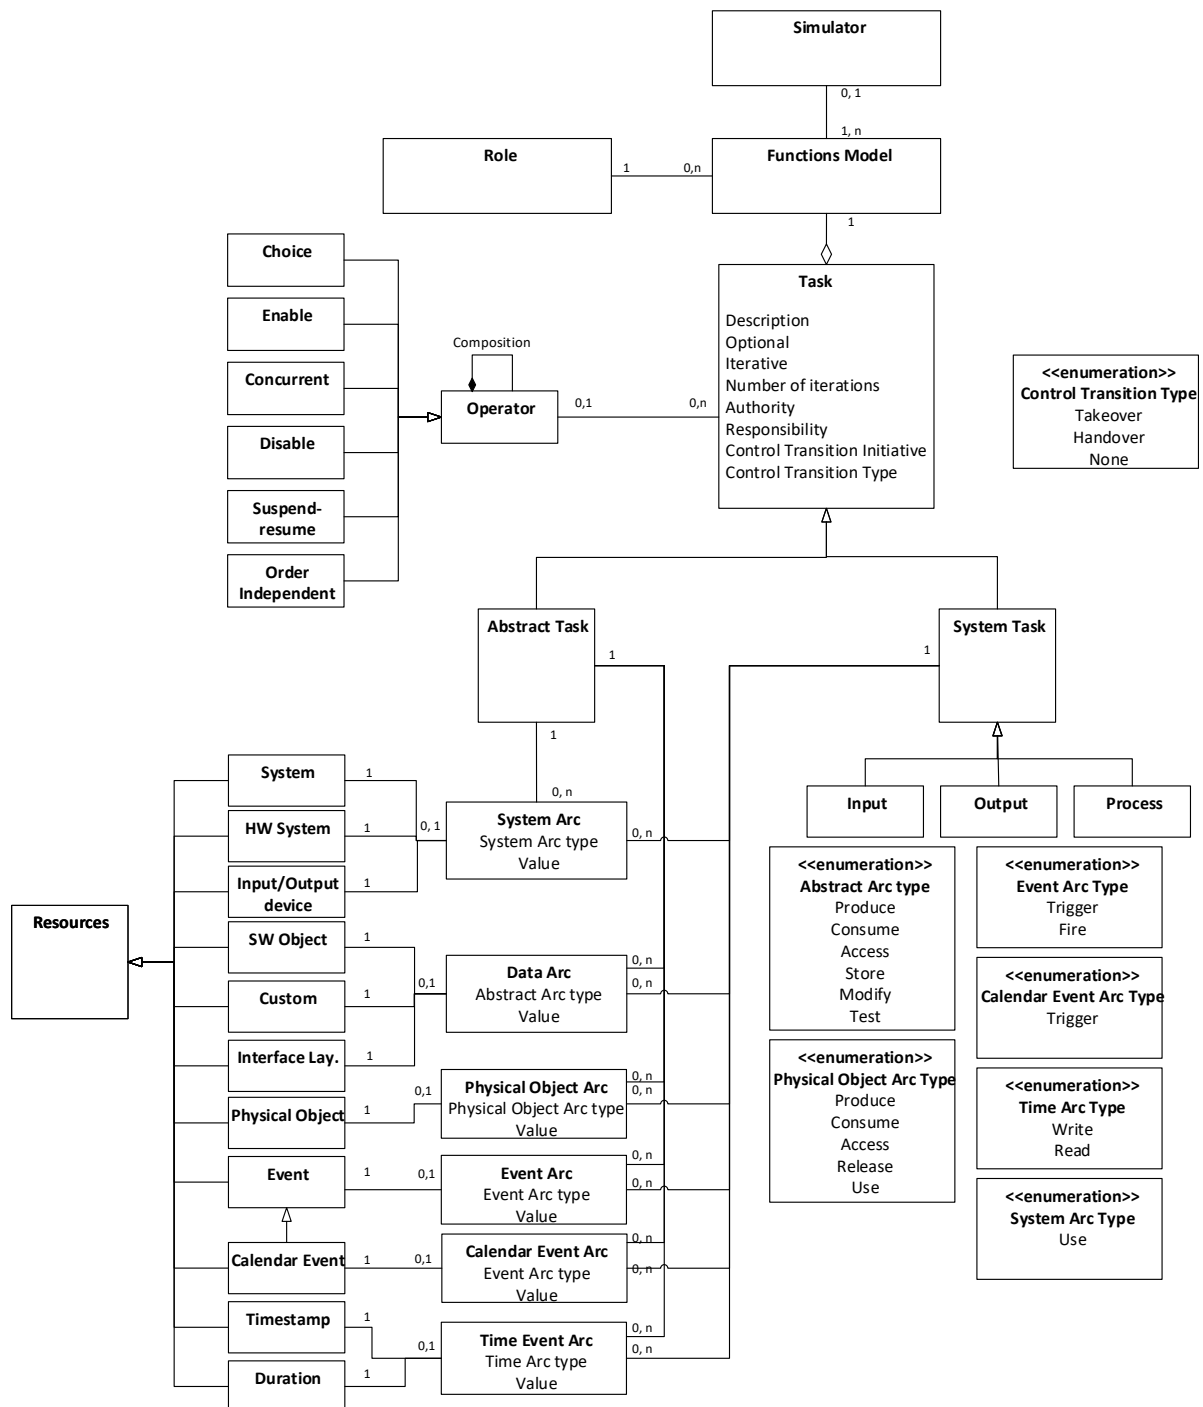 Simulator
0, 1
1, n
Role
1
0,n
Functions Model
1
Choice
Enable
Concurrent
Disable
Suspend-
resume
Order
Independent
Composition
Operator
0,1
0,n
Task
Description
Optional
Iterative
Number of iterations
Authority
Responsibility
Control Transition Initiative
Control Transition Type
<<enumeration>>
Control Transition Type
Takeover
Handover
None
Abstract Task
1
1
System Task
1
Input
Output
Process
Resources
System
1
HW System
1
Input/Output
device
1
SW Object
1
Custom
1
Interface Lay.
1
Physical Object
1
Event
1
Calendar Event
1
Timestamp
1
Duration
1
0, n
0, 1
System Arc
System Arc type
Value
0, n
0,1
Data Arc
Abstract Arc type
Value
0, n
0, n
0,1
Physical Object Arc
Physical Object Arc type
Value
0, n
0, n
0,1
Event Arc
Event Arc type
Value
0, n
0, n
0,1
Calendar Event Arc
Event Arc type
Value
0, n
0, n
0,1
Time Event Arc
Time Arc type
Value
0, n
0, n
<<enumeration>>
Abstract Arc type
Produce
Consume
Access
Store
Modify
Test
<<enumeration>>
Physical Object Arc Type
Produce
Consume
Access
Release
Use
<<enumeration>>
Event Arc Type
Trigger
Fire
<<enumeration>>
Calendar Event Arc Type
Trigger
<<enumeration>>
Time Arc Type
Write
Read
<<enumeration>>
System Arc Type
Use